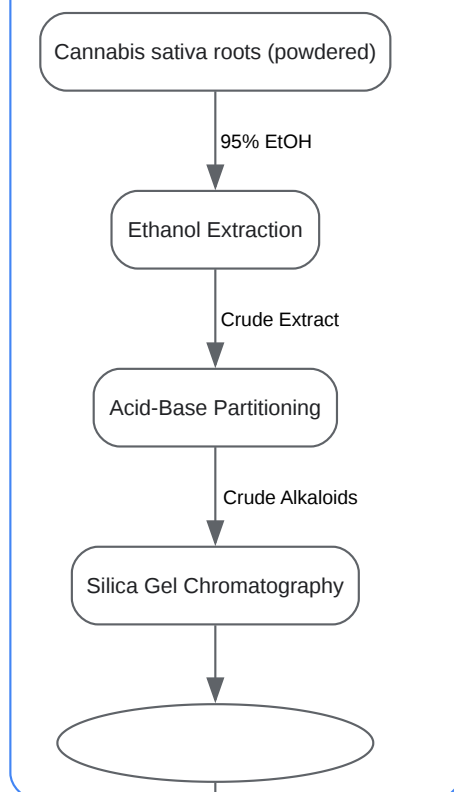 Cannabis sativa roots (powdered)
95% EtOH
Ethanol Extraction
Crude Extract
Acid-Base Partitioning
Crude Alkaloids
Silica Gel Chromatography